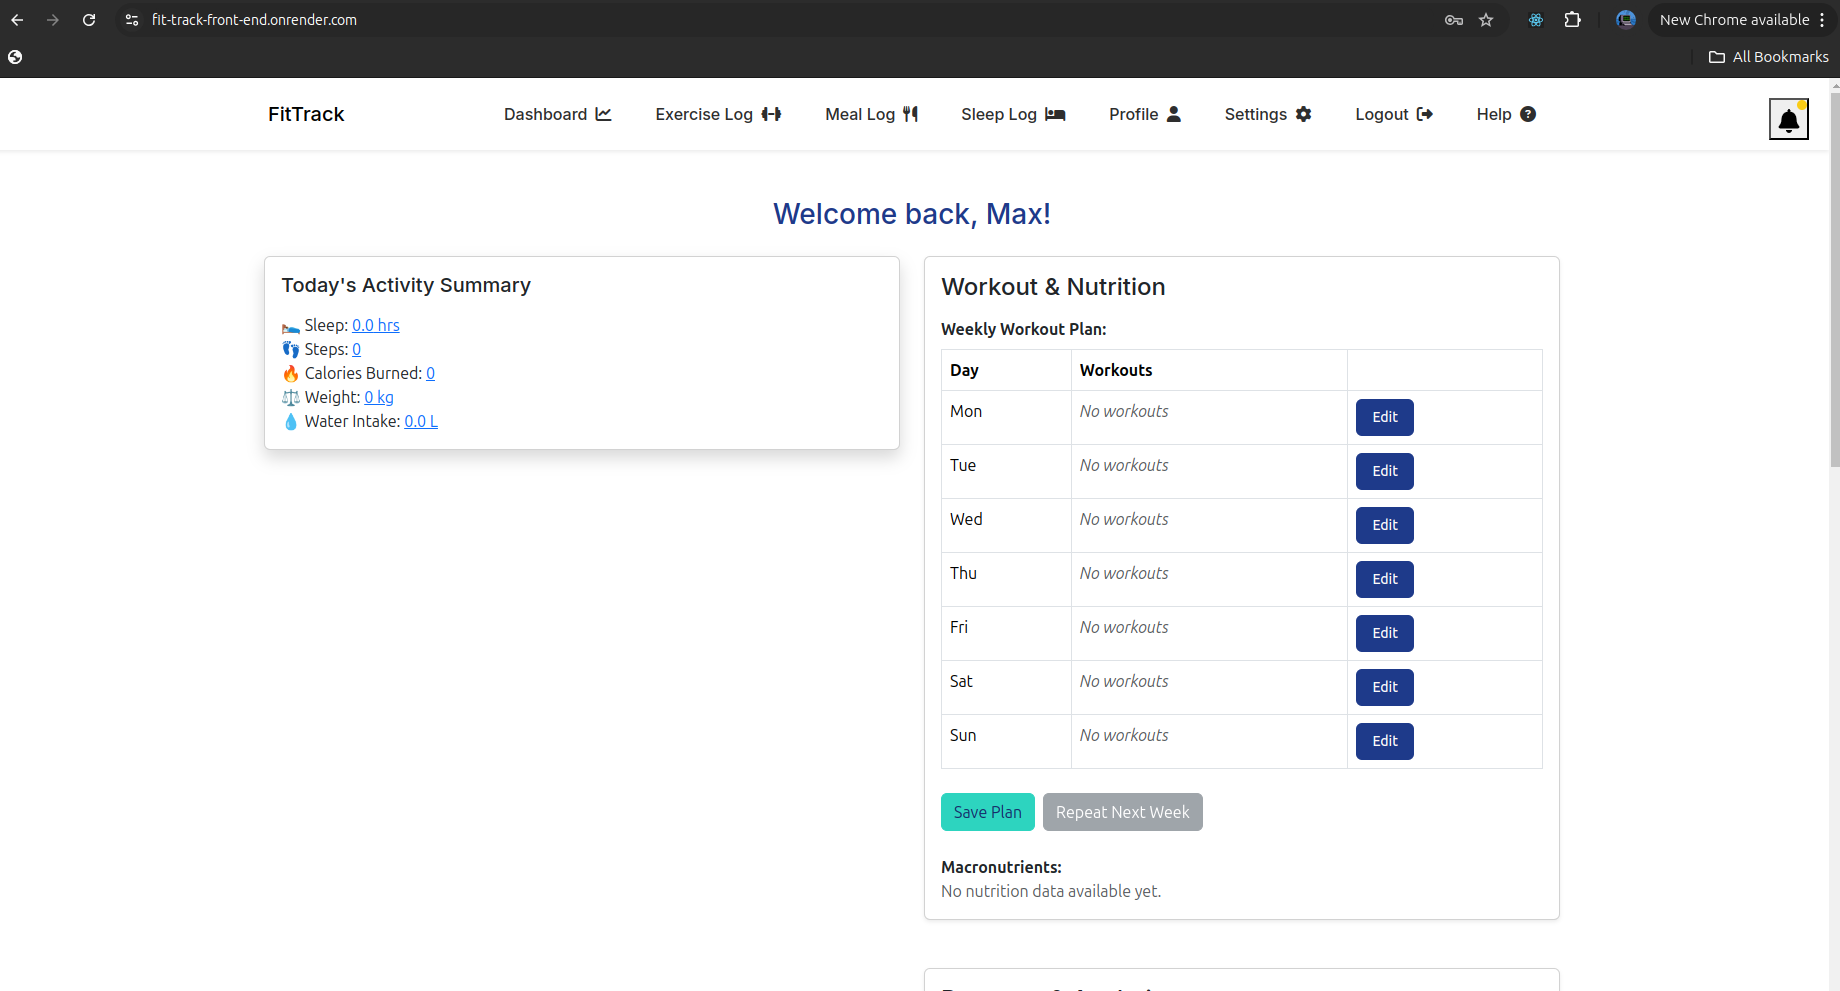 fit-track-front-end.onrender.com
New Chrome available
All Bookmarks
FitTrack
Dashboard
Exercise Log
Meal Log
Sleep Log
Profile
Settings
Logout
Help
Welcome back, Max!
Today's Activity Summary
Sleep: 0.0 hrs
Steps: 0
Calories Burned: 0
Weight: 0 kg
Water Intake: 0.0 L
Workout & Nutrition
Weekly Workout Plan:
Day Workouts
Mon No workouts Edit
Tue No workouts Edit
Wed No workouts Edit
Thu No workouts Edit
Fri No workouts Edit
Sat No workouts Edit
Sun No workouts Edit
Save Plan Repeat Next Week
Macronutrients:
No nutrition data available yet.